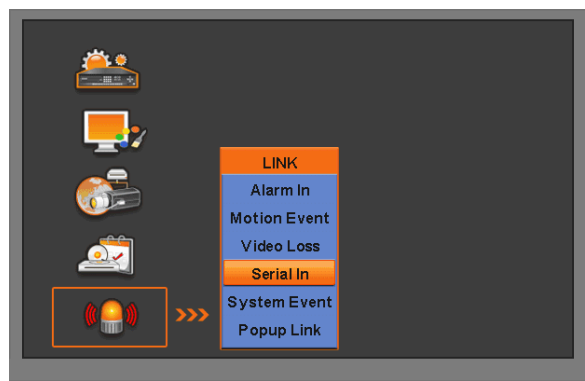 LINK
Alarm In
Motion Event
Video Loss
Serial In
System Event
Popup Link